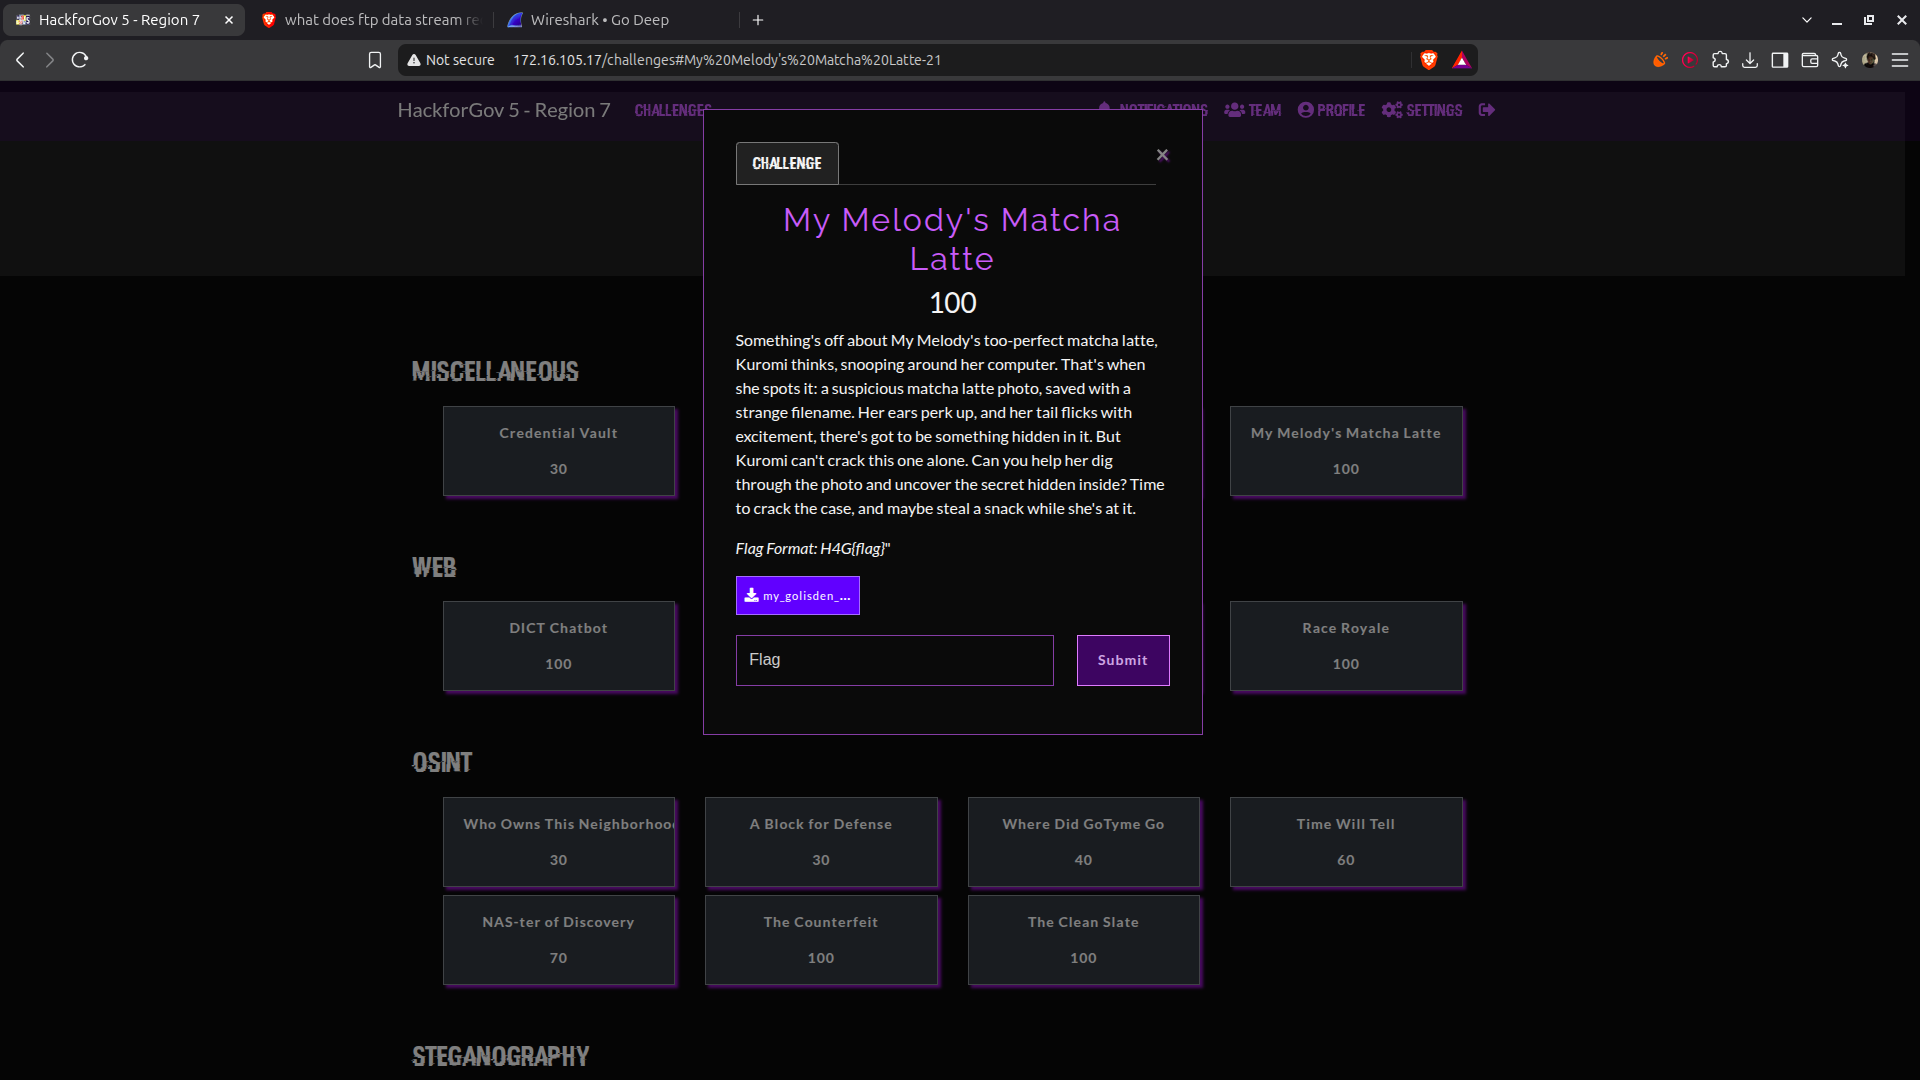 HackforGov 5 - Region 7
what does ftp data stream re
Wireshark • Go Deep
Not secure
172.16.105.17/challenges#My%20Melody's%20Matcha%20Latte-21
HackforGov 5 - Region 7
CHALLENGES
NOTIFICATIONS
TEAM
PROFILE
SETTINGS
CHALLENGE
×
My Melody's Matcha
Latte
100
Something's off about My Melody's too-perfect matcha latte,
Kuromi thinks, snooping around her computer. That's when
she spots it: a suspicious matcha latte photo, saved with a
strange filename. Her ears perk up, and her tail flicks with
excitement, there's got to be something hidden in it. But
Kuromi can't crack this one alone. Can you help her dig
through the photo and uncover the secret hidden inside? Time
to crack the case, and maybe steal a snack while she's at it.
Flag Format: H4G{flag}"
my_golisden_...
Flag
Submit
MISCELLANEOUS
Credential Vault
30
My Melody's Matcha Latte
100
WEB
DICT Chatbot
100
Race Royale
100
OSINT
Who Owns This Neighborhoo
30
A Block for Defense
30
Where Did GoTyme Go
40
Time Will Tell
60
NAS-ter of Discovery
70
The Counterfeit
100
The Clean Slate
100
STEGANOGRAPHY